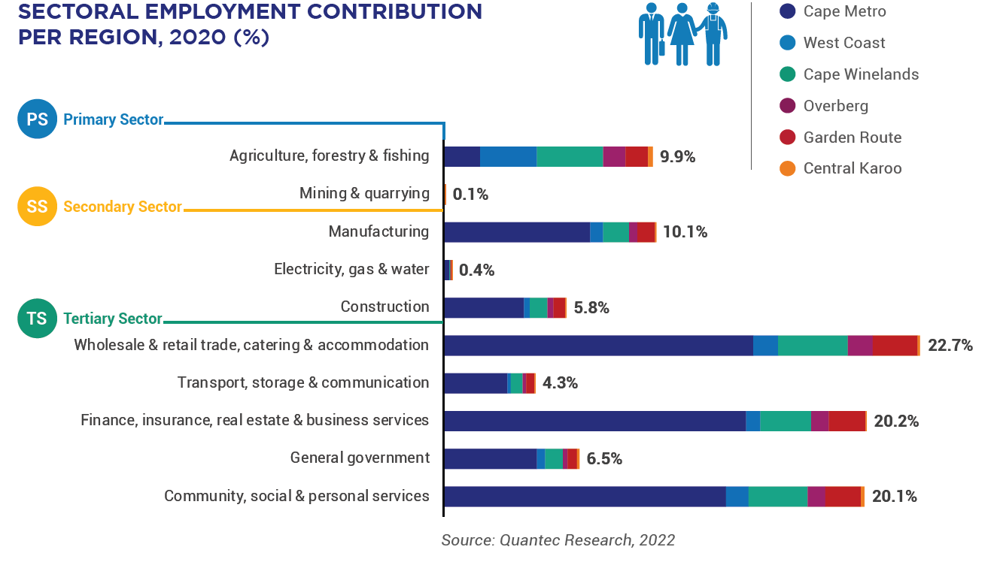 SECTORAL EMPLOYMENT CONTRIBUTION
PER REGION, 2020 (%)
Cape Metro
West Coast
Cape Winelands
Overberg
Garden Route
Central Karoo
PS Primary Sector
Agriculture, forestry & fishing 9.9%
Mining & quarrying 0.1%
SS Secondary Sector
Manufacturing 10.1%
Electricity, gas & water 0.4%
Construction 5.8%
TS Tertiary Sector
Wholesale & retail trade, catering & accommodation 22.7%
Transport, storage & communication 4.3%
Finance, insurance, real estate & business services 20.2%
General government 6.5%
Community, social & personal services 20.1%
Source: Quantec Research, 2022